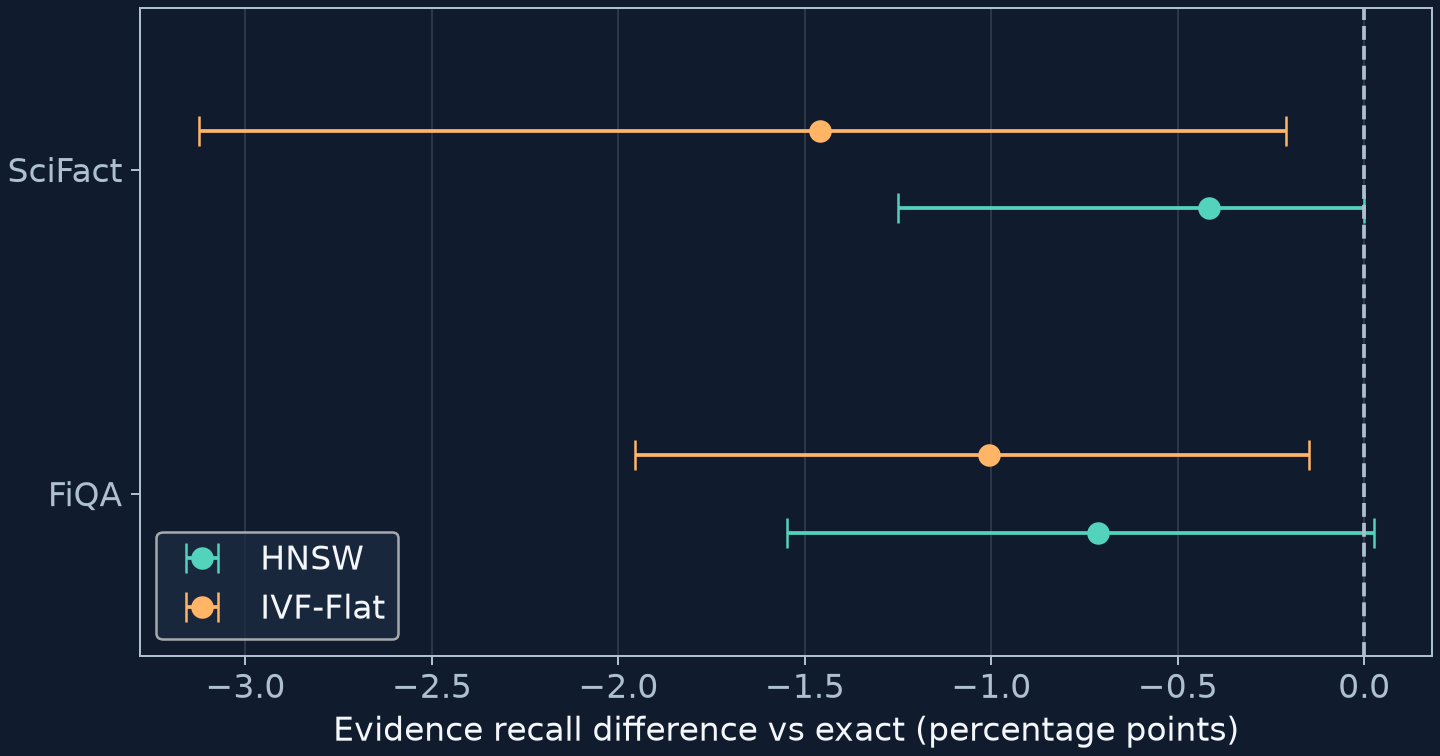 SciFact
FiQA
HNSW
IVF-Flat
−3.0 −2.5 −2.0 −1.5 −1.0 −0.5 0.0
Evidence recall difference vs exact (percentage points)